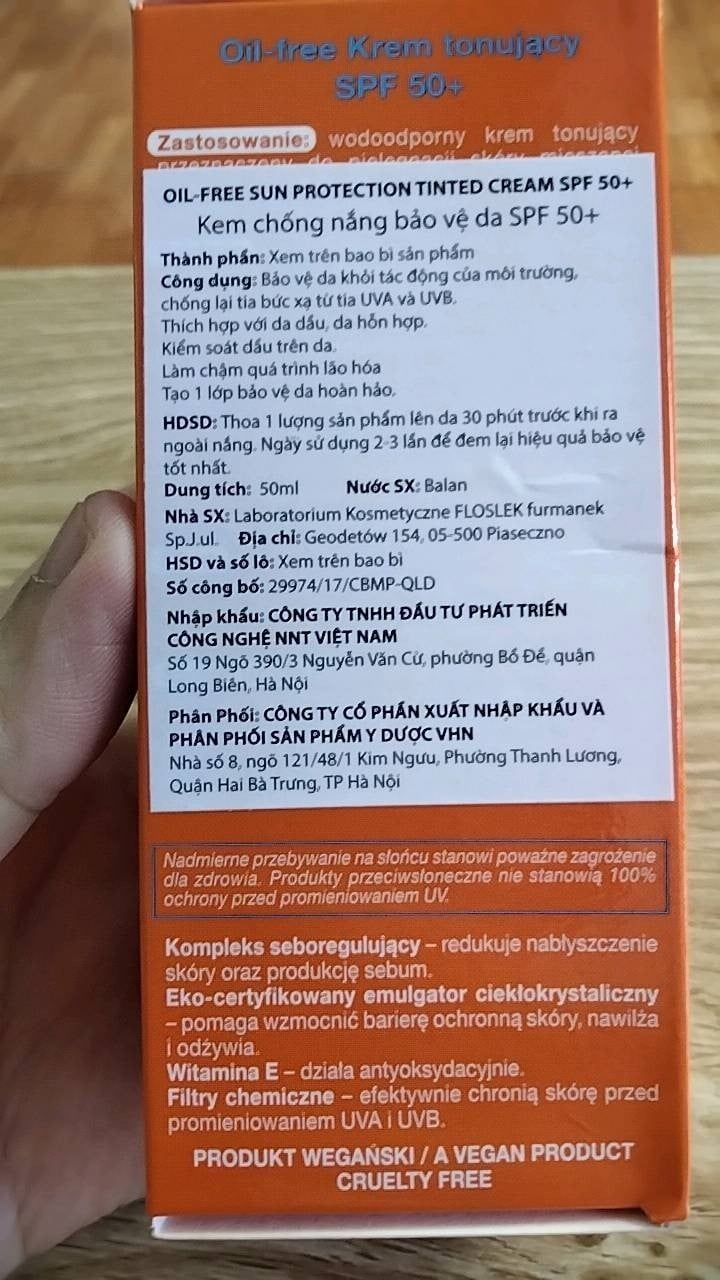 Oil-free Krem tonujący
SPF 50+
Zastosowanie: wodoodporny krem tonujący
OIL-FREE SUN PROTECTION TINTED CREAM SPF 50+
Kem chống nắng bảo vệ da SPF 50+
Thành phần: Xem trên bao bì sản phẩm
Công dụng: Bảo vệ da khỏi tác động của môi trường,
chống lại tia bức xạ từ tia UVA và UVB.
Thích hợp với da dầu, da hỗn hợp.
Kiểm soát dầu trên da.
Làm chậm quá trình lão hóa
Tạo 1 lớp bảo vệ da hoàn hảo.
HDSD: Thoa 1 lượng sản phẩm lên da 30 phút trước khi ra
ngoài nắng. Ngày sử dụng 2-3 lần để đem lại hiệu quả bảo vệ
tốt nhất.
Dung tích: 50ml Nước SX: Balan
Nhà SX: Laboratorium Kosmetyczne FLOSLEK furmanek
Sp.J.ul. Địa chỉ: Geodetów 154, 05-500 Piaseczno
HSD và số lô: Xem trên bao bì
Số công bố: 29974/17/CBMP-QLD
Nhập khẩu: CÔNG TY TNHH ĐẦU TƯ PHÁT TRIỂN
CÔNG NGHỆ NNT VIỆT NAM
Số 19 Ngõ 390/3 Nguyễn Văn Cừ, phường Bồ Đề, quận
Long Biên, Hà Nội
Phân Phối: CÔNG TY CỔ PHẦN XUẤT NHẬP KHẨU VÀ
PHÂN PHỐI SẢN PHẨM Y DƯỢC VHN
Nhà số 8, ngõ 121/48/1 Kim Ngưu, Phường Thanh Lương,
Quận Hai Bà Trưng, TP Hà Nội
Nadmierne przebywanie na słońcu stanowi poważne zagrożenie
dla zdrowia. Produkty przeciwsłoneczne nie stanowią 100%
ochrony przed promieniowaniem UV.
Kompleks seboregulujący – redukuje nabłyszczenie
skóry oraz produkcję sebum.
Eko-certyfikowany emulgator ciekłokrystaliczny
– pomaga wzmocnić barierę ochronną skóry, nawilża
i odżywia.
Witamina E – działa antyoksydacyjnie.
Filtry chemiczne – efektywnie chronią skórę przed
promieniowaniem UVA i UVB.
PRODUKT WEGAŃSKI / A VEGAN PRODUCT
CRUELTY FREE